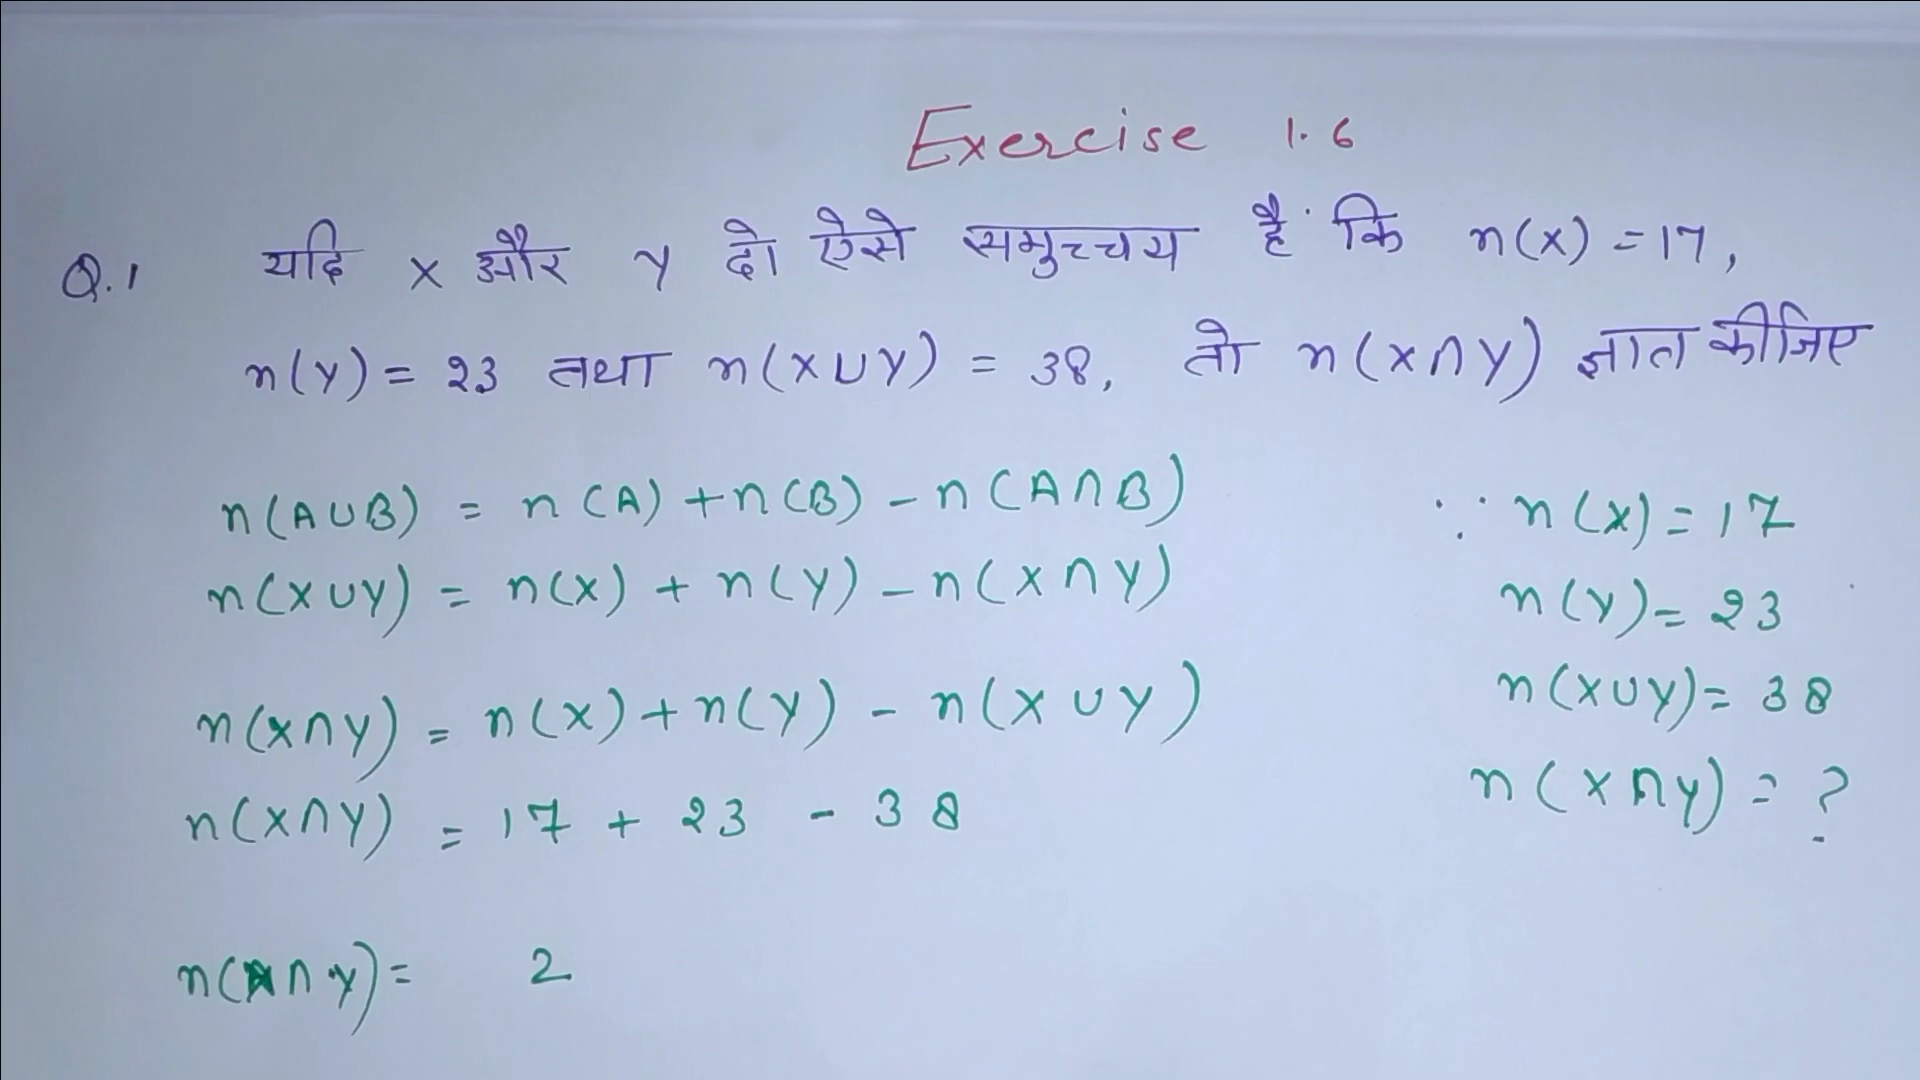 Exercise 1.6
Q.1 यदि X और Y दो ऐसे समुच्चय हैं कि n(X) = 17,
n(Y) = 23 तथा n(X∪Y) = 38, तो n(X∩Y) ज्ञात कीजिए
n(A∪B) = n(A) + n(B) - n(A∩B)
n(X∪Y) = n(X) + n(Y) - n(X∩Y)
n(X∩Y) = n(X) + n(Y) - n(X∪Y)
n(X∩Y) = 17 + 23 - 38
n(X∩Y) = 2
∵ n(X) = 17
n(Y) = 23
n(X∪Y) = 38
n(X∩Y) = ?